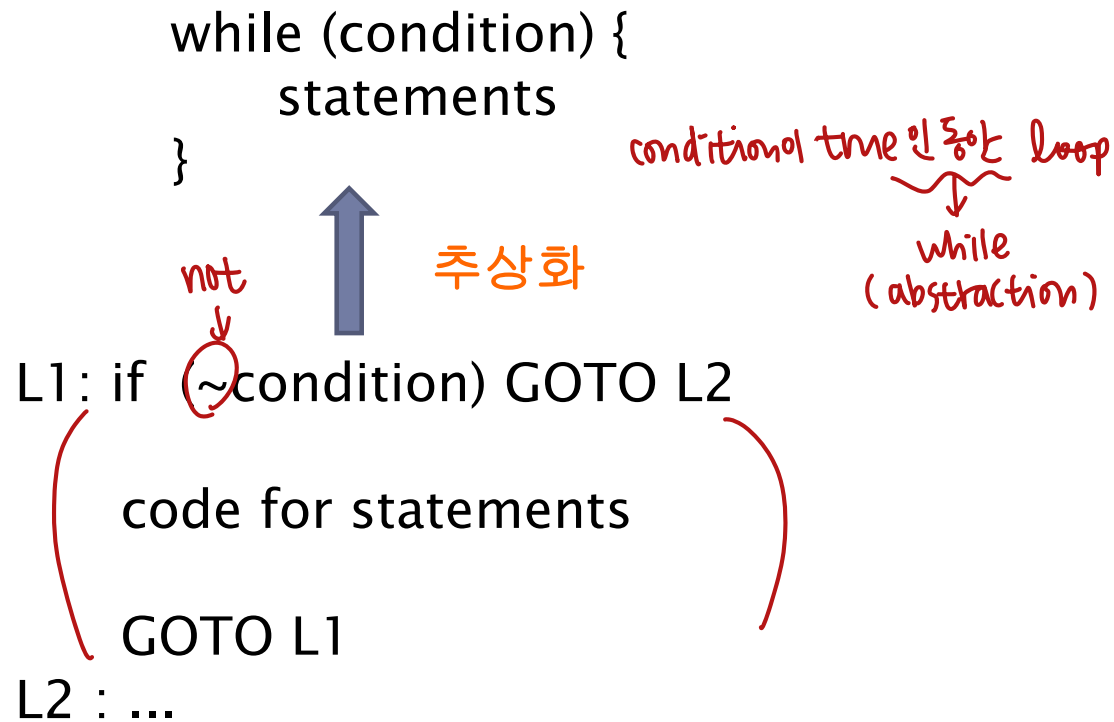 while (condition) {
statements
}
condition이 true인 동안 loop
while
(abstraction)
추상화
not
L1: if (~condition) GOTO L2
code for statements
GOTO L1
L2 : ...